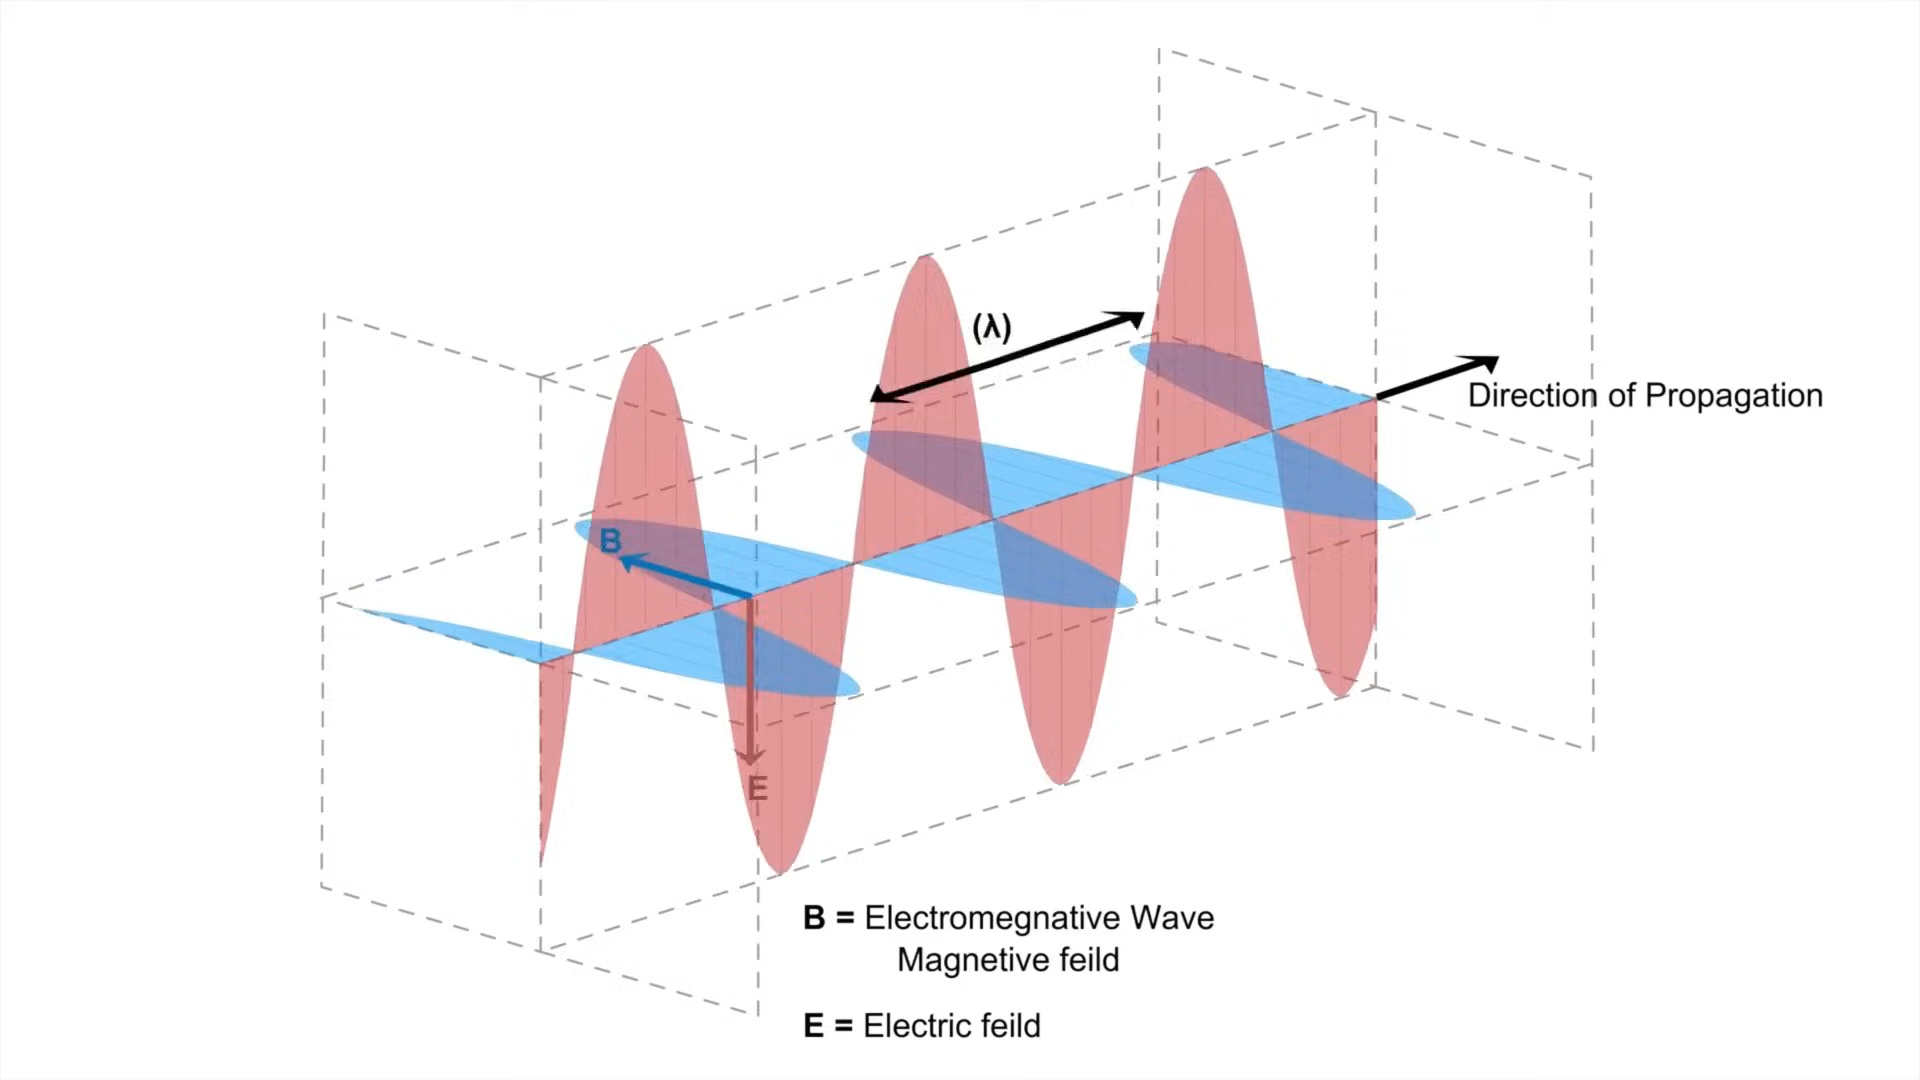 (λ)
Direction of Propagation
B
E
B = Electromegnative Wave
Magnetive feild
E = Electric feild